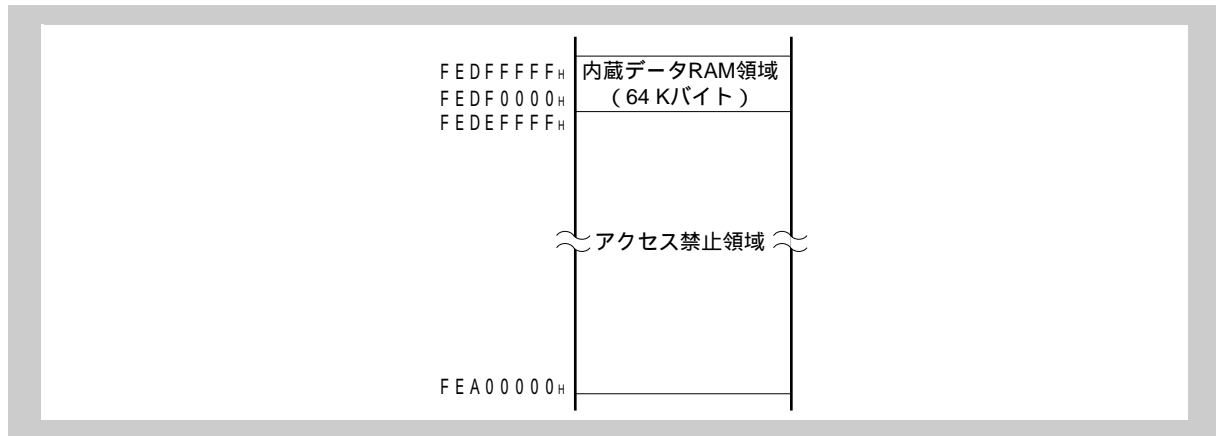 FEDFFFFFH
内蔵データRAM領域
FEDF0000H
（64 Kバイト）
FEDEFFFFH
アクセス禁止領域
FEA00000H